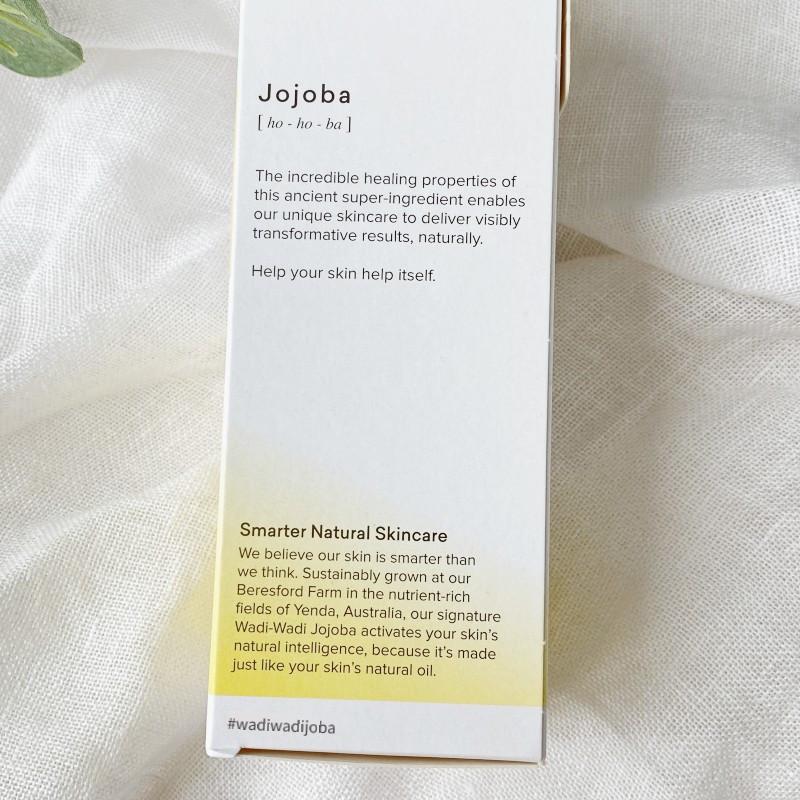 Jojoba
[ ho - ho - ba ]
The incredible healing properties of
this ancient super-ingredient enables
our unique skincare to deliver visibly
transformative results, naturally.
Help your skin help itself.
Smarter Natural Skincare
We believe our skin is smarter than
we think. Sustainably grown at our
Beresford Farm in the nutrient-rich
fields of Yenda, Australia, our signature
Wadi-Wadi Jojoba activates your skin's
natural intelligence, because it's made
just like your skin's natural oil.
#wadiwadijoba